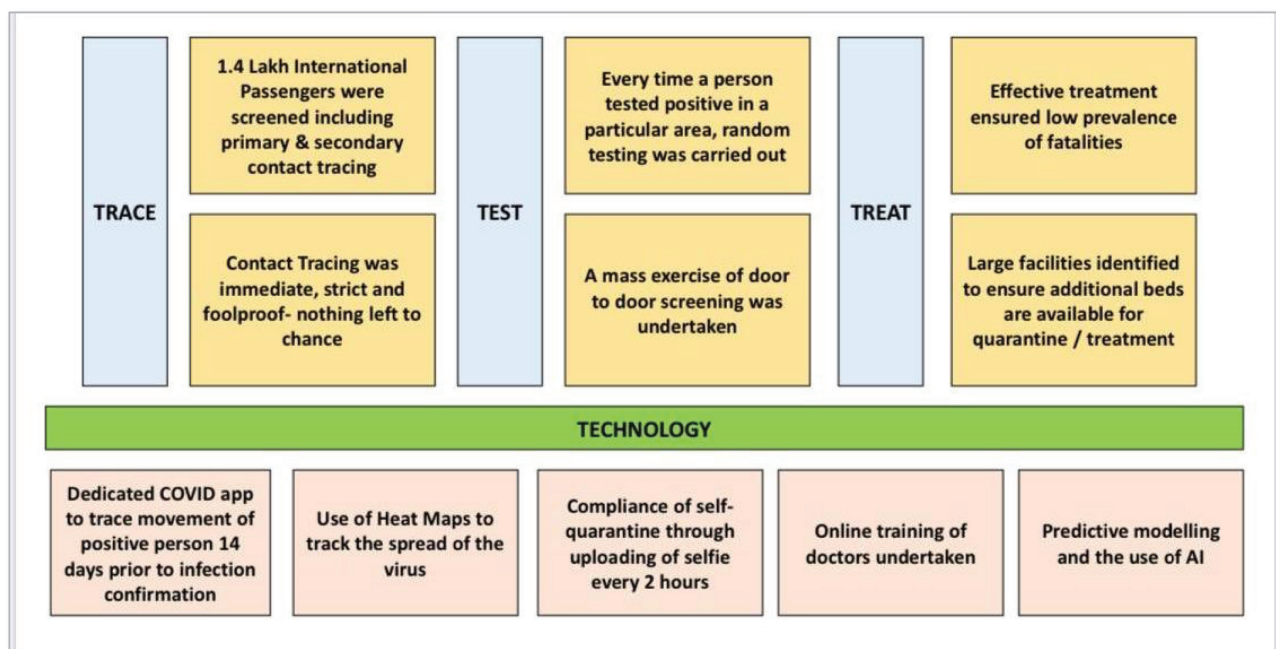 TRACE
1.4 Lakh International
Passengers were
screened including
primary & secondary
contact tracing
Contact Tracing was
immediate, strict and
foolproof- nothing left to
chance
TEST
Every time a person
tested positive in a
particular area, random
testing was carried out
A mass exercise of door
to door screening was
undertaken
TREAT
Effective treatment
ensured low prevalence
of fatalities
Large facilities identified
to ensure additional beds
are available for
quarantine / treatment
TECHNOLOGY
Dedicated COVID app
to trace movement of
positive person 14
days prior to infection
confirmation
Use of Heat Maps to
track the spread of the
virus
Compliance of self-
quarantine through
uploading of selfie
every 2 hours
Online training of
doctors undertaken
Predictive modelling
and the use of AI